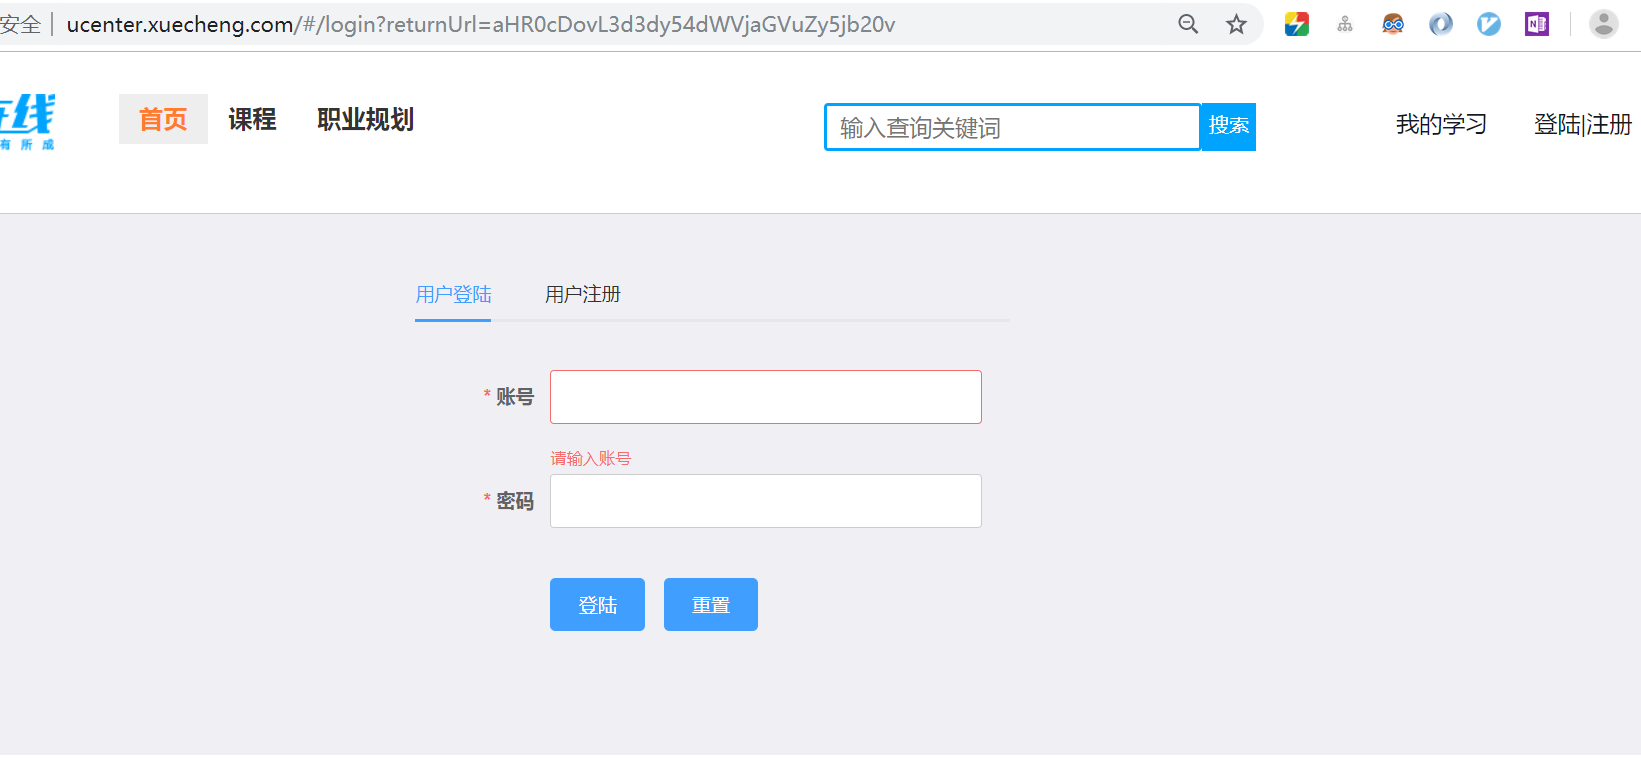 安全 | ucenter.xuecheng.com/#/login?returnUrl=aHR0cDovL3d3dy54dWVjaGVuZy5jb20v
在线
有所成
首页 课程 职业规划 输入查询关键词 搜索 我的学习 登陆|注册
用户登陆 用户注册
* 账号
请输入账号
* 密码
登陆 重置